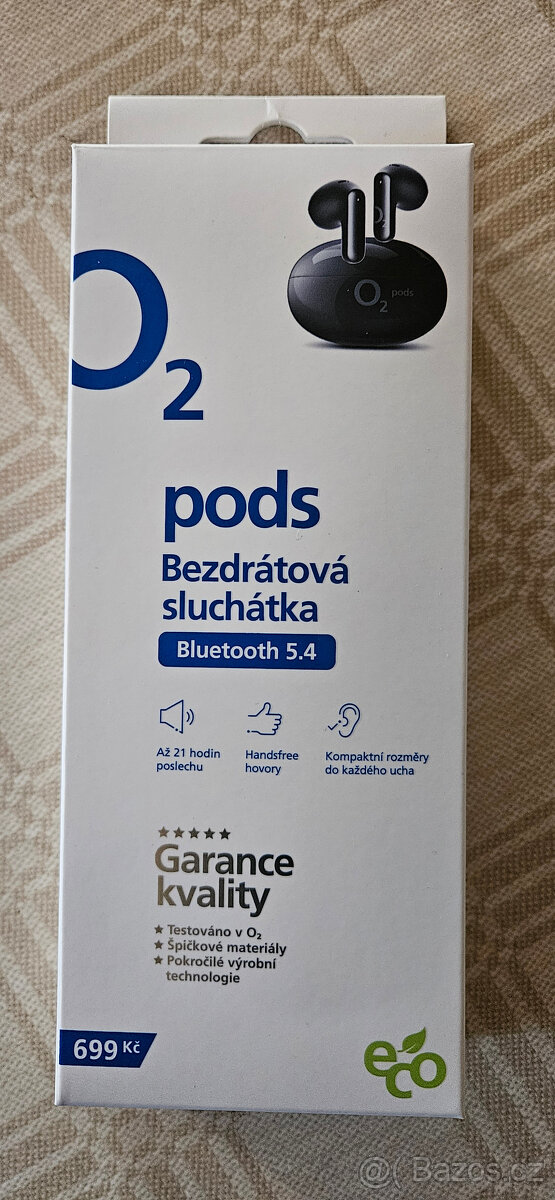 O2
pods
O2
pods
Bezdrátová
sluchátka
Bluetooth 5.4
Až 21 hodin
poslechu
Handsfree
hovory
Kompaktní rozměry
do každého ucha
Garance
kvality
Testováno v O₂
Špičkové materiály
Pokročilé výrobní
technologie
699 Kč
eco
@( Bazos.cz